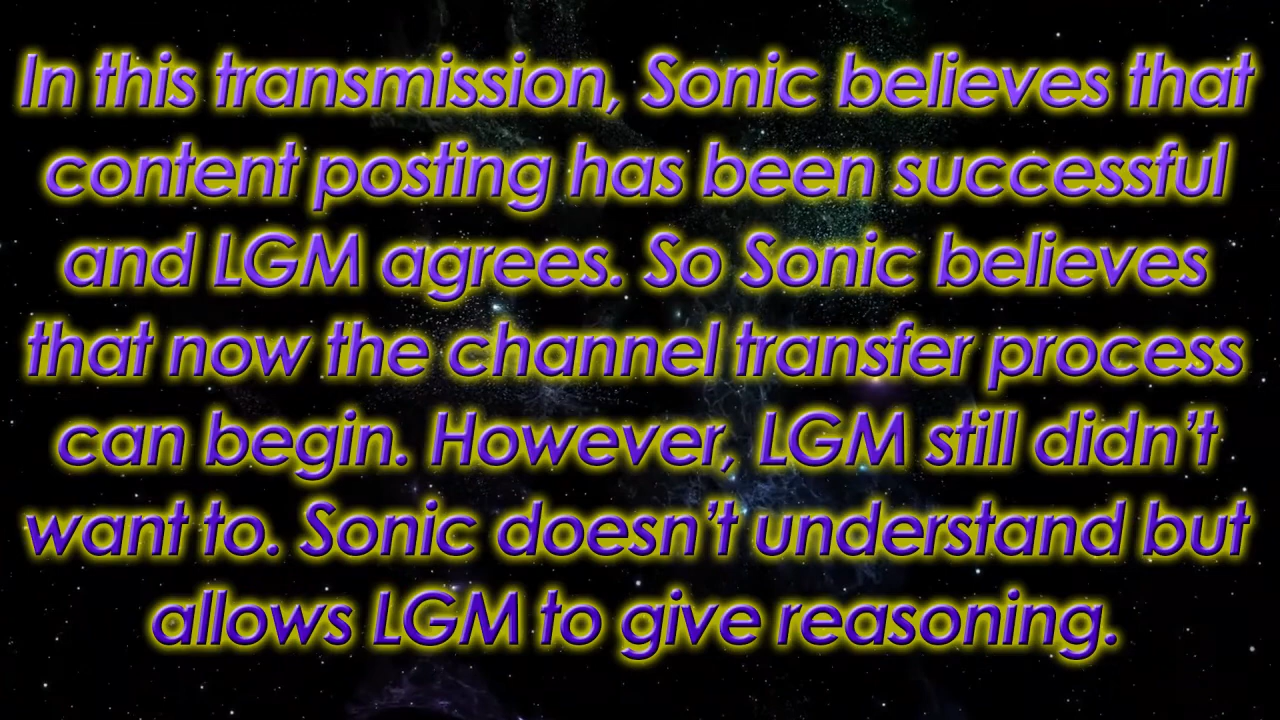 In this transmission, Sonic believes that
content posting has been successful
and LGM agrees. So Sonic believes
that now the channel transfer process
can begin. However, LGM still didn’t
want to. Sonic doesn’t understand but
allows LGM to give reasoning.